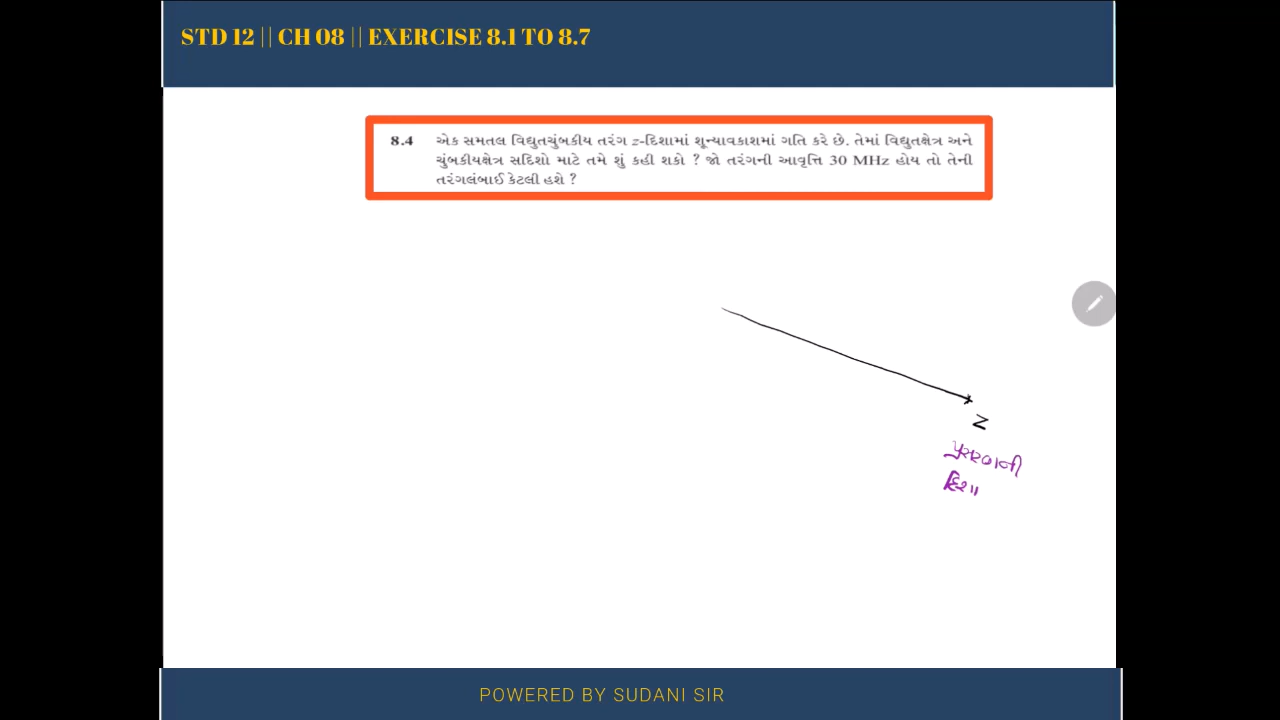 STD 12 || CH 08 || EXERCISE 8.1 TO 8.7
8.4 એક સમતલ વિદ્યુતચુંબકીય તરંગ z-દિશામાં શૂન્યાવકાશમાં ગતિ કરે છે. તેમાં વિદ્યુતક્ષેત્ર અને
ચુંબકીયક્ષેત્ર સદિશો માટે તમે શું કહી શકો ? જો તરંગની આવૃત્તિ 30 MHz હોય તો તેની
તરંગલંબાઈ કેટલી હશે ?
Z
દિશા
POWERED BY SUDANI SIR